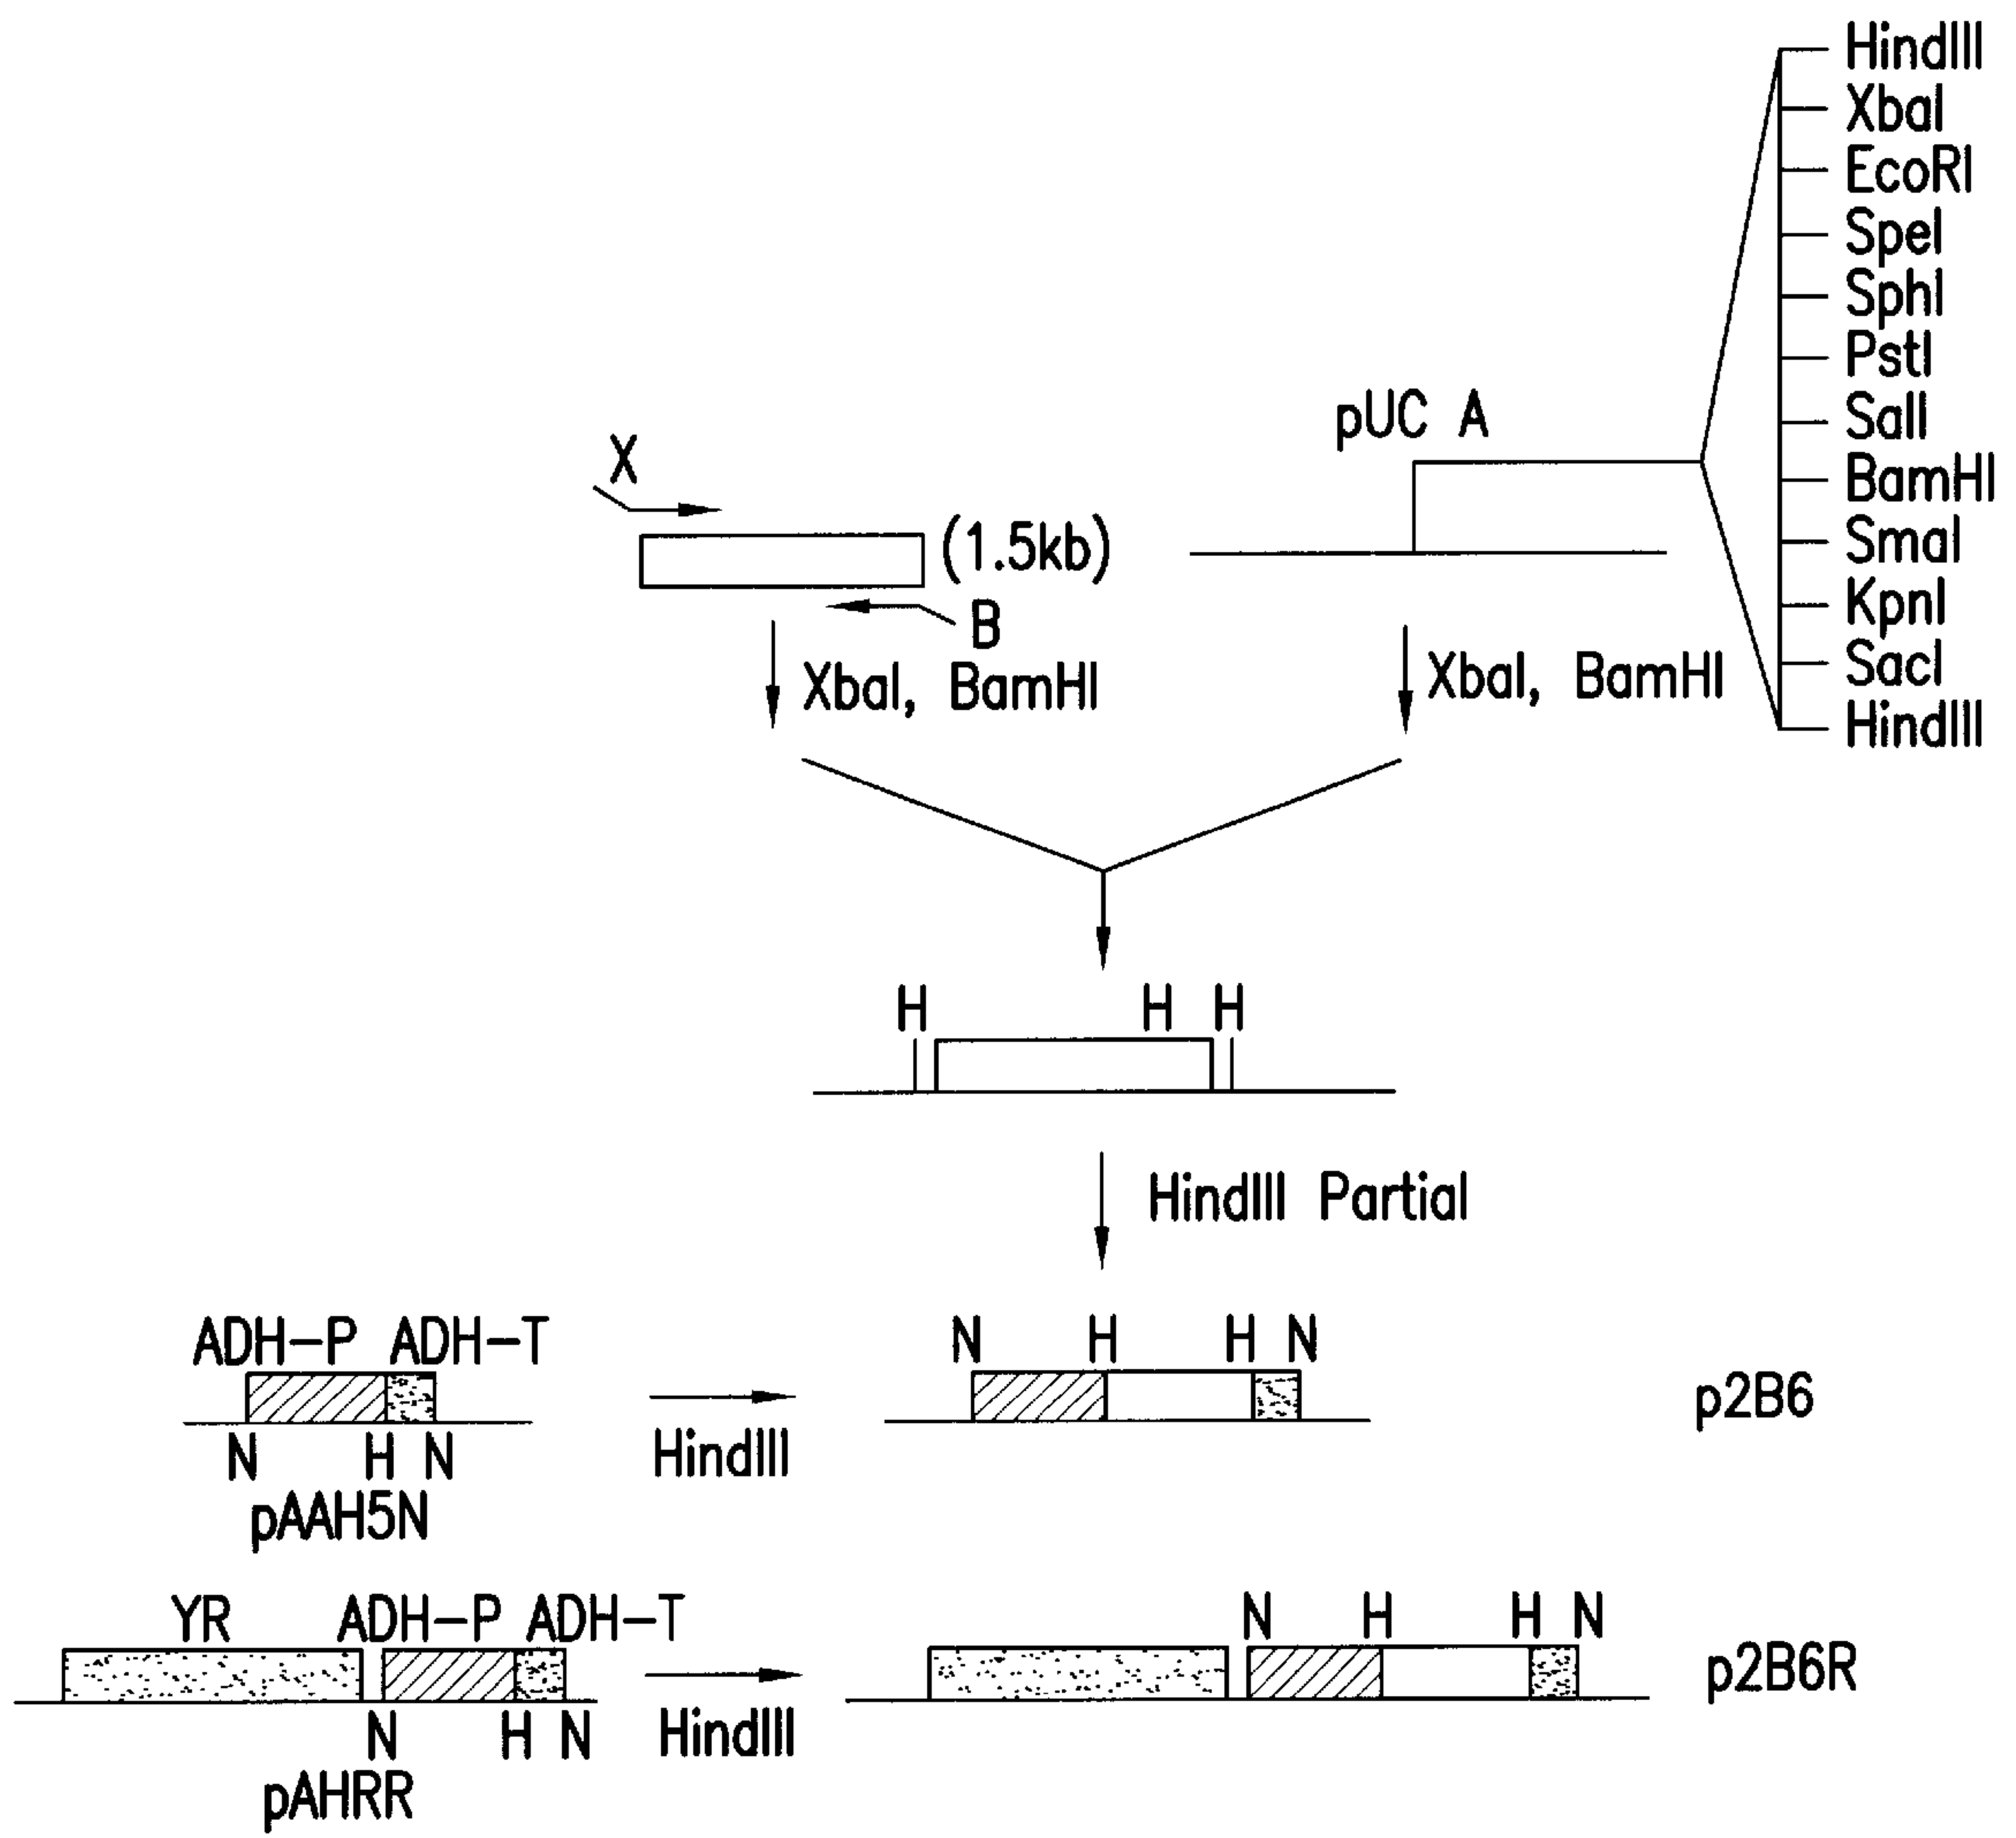 HindIII
XbaI
EcoRI
SpeI
SphI
PstI
SalI
BamHI
SmaI
KpnI
SacI
HindIII
pUC A
X
(1.5kb)
B
XbaI, BamHI
XbaI, BamHI
H H H
HindIII Partial
ADH-P ADH-T
N H N
pAAH5N
HindIII
N H H N
p2B6
YR ADH-P ADH-T
N H N
pAHRR
HindIII
N H H N
p2B6R